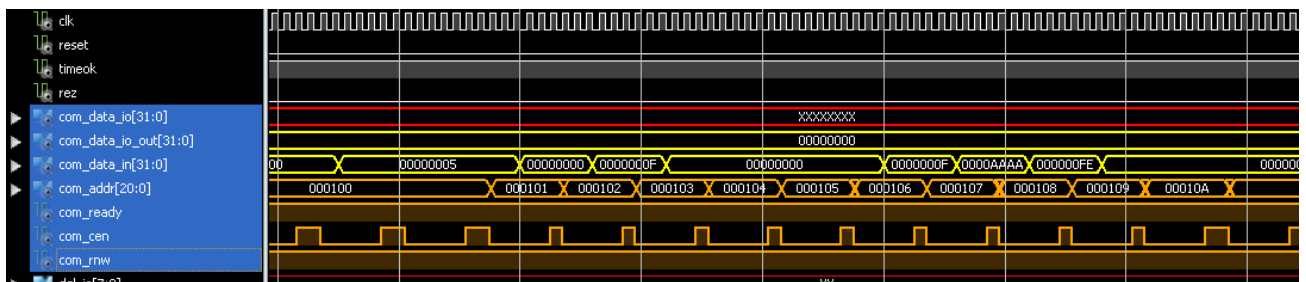 clk
reset
timeok
rez
com_data_io[31:0] XXXXXXXX
com_data_io_out[31:0] 00000000
com_data_in[31:0] 00 00000005 00000000 0000000F 00000000 0000000F 0000AAAA 000000FE 000000
com_addr[20:0] 000100 000101 000102 000103 000104 000105 000106 000107 000108 000109 00010A
com_ready
com_cen
com_rnw